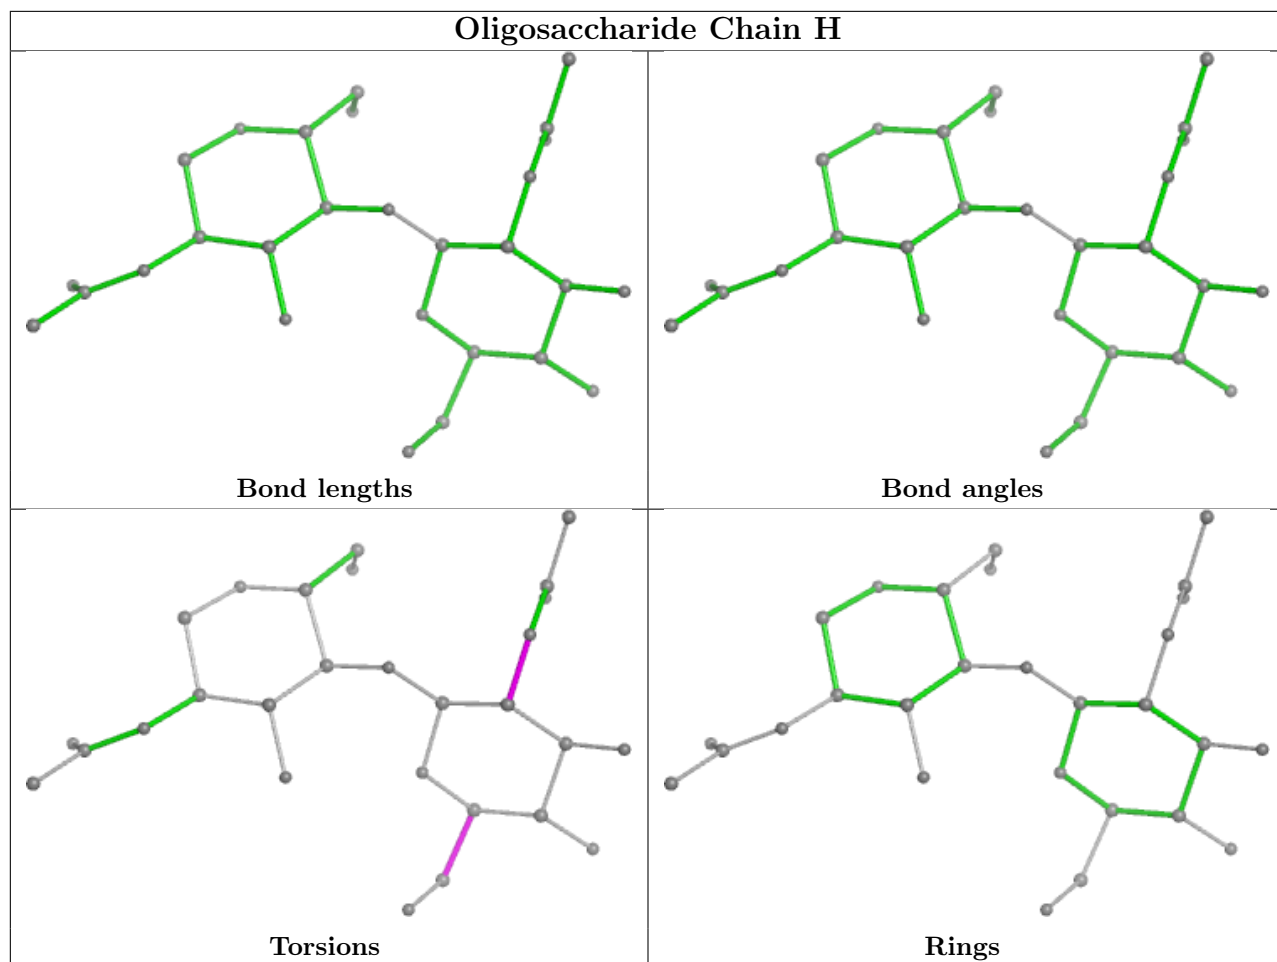 Oligosaccharide Chain H
Bond lengths
Bond angles
Torsions
Rings